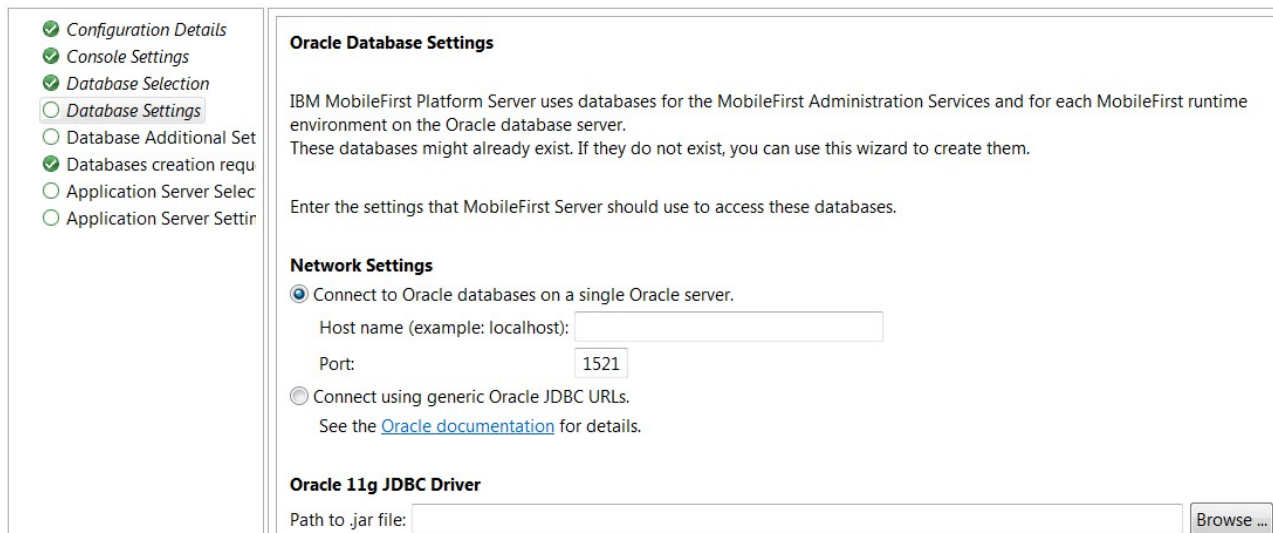 Configuration Details
Console Settings
Database Selection
Database Settings
Database Additional Set
Databases creation requ
Application Server Selec
Application Server Settin
Oracle Database Settings
IBM MobileFirst Platform Server uses databases for the MobileFirst Administration Services and for each MobileFirst runtime
environment on the Oracle database server.
These databases might already exist. If they do not exist, you can use this wizard to create them.
Enter the settings that MobileFirst Server should use to access these databases.
Network Settings
Connect to Oracle databases on a single Oracle server.
Host name (example: localhost):
Port: 1521
Connect using generic Oracle JDBC URLs.
See the Oracle documentation for details.
Oracle 11g JDBC Driver
Path to .jar file: Browse ...